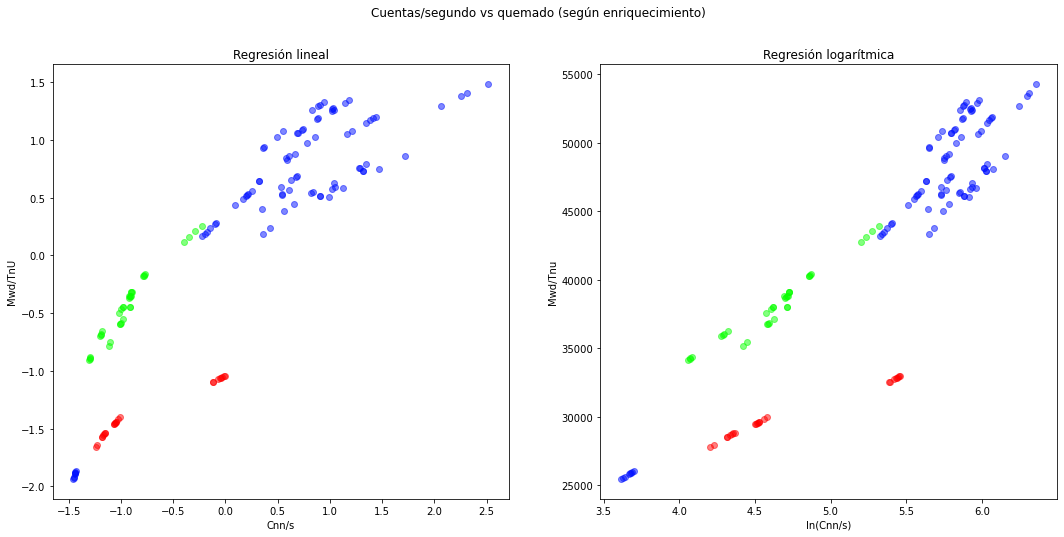 Cuentas/segundo vs quemado (según enriquecimiento)
Regresión lineal
Regresión logarítmica
Mwd/TnU
1.5
1.0
0.5
0.0
−0.5
−1.0
−1.5
−2.0
−1.5 −1.0 −0.5 0.0 0.5 1.0 1.5 2.0 2.5
Cnn/s
Mwd/Tnu
55000
50000
45000
40000
35000
30000
25000
3.5 4.0 4.5 5.0 5.5 6.0
ln(Cnn/s)